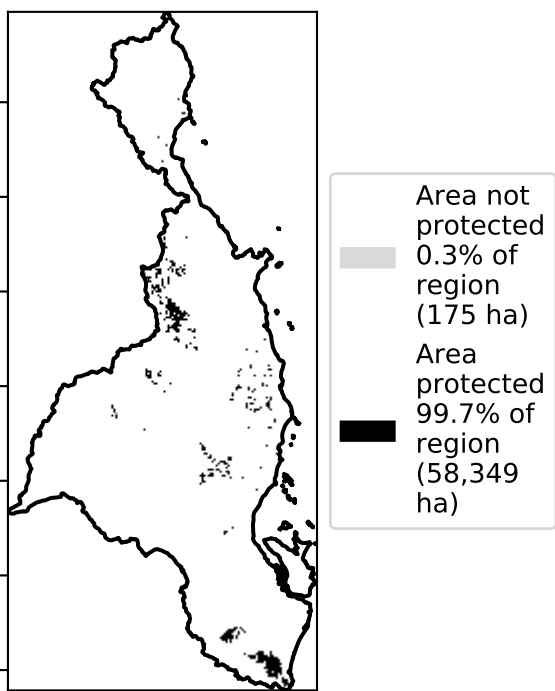 Area not
protected
0.3% of
region
(175 ha)
Area
protected
99.7% of
region
(58,349
ha)